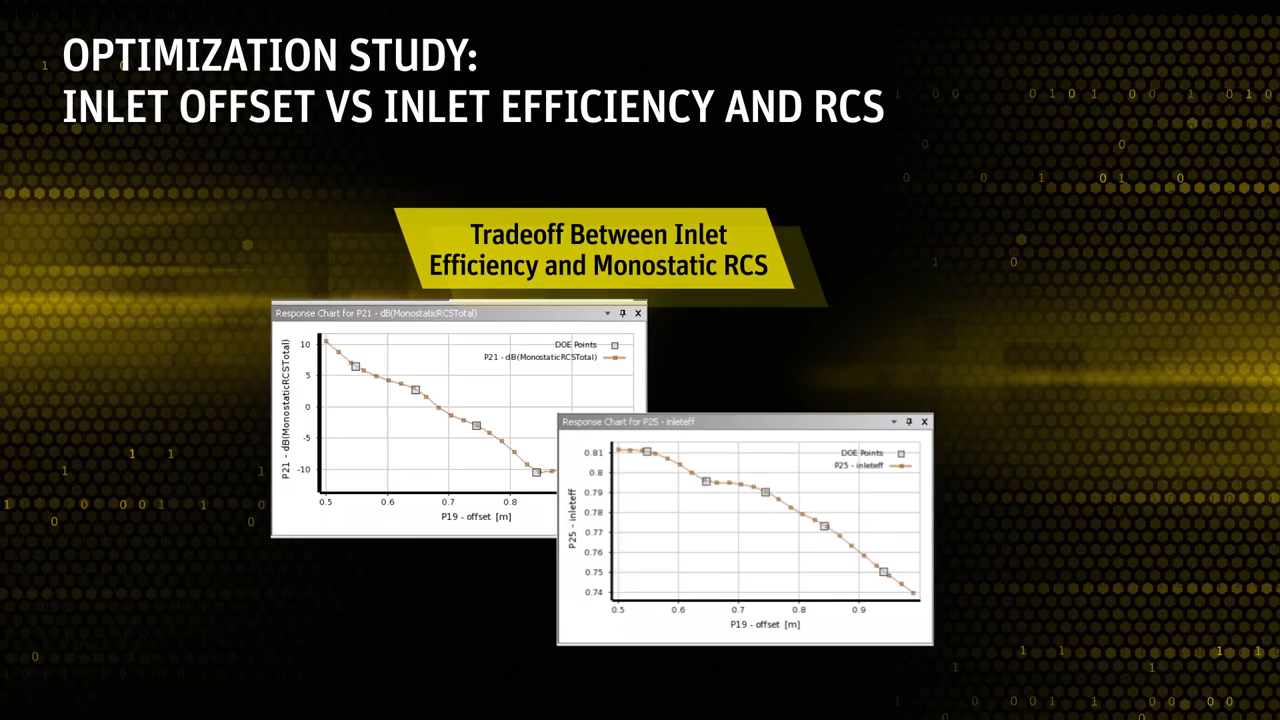 OPTIMIZATION STUDY:
INLET OFFSET VS INLET EFFICIENCY AND RCS
Tradeoff Between Inlet
Efficiency and Monostatic RCS
Response Chart for P21 - dB(MonostaticRCSTotal)
DOE Points
P21 - dB(MonostaticRCSTotal)
P21 - dB(MonostaticRCSTotal)
10
5
0
-5
-10
0.5 0.6 0.7 0.8
P19 - offset [m]
Response Chart for P25 - inleteff
DOE Points
P25 - inleteff
P25 - inleteff
0.81
0.8
0.79
0.78
0.77
0.76
0.75
0.74
0.5 0.6 0.7 0.8 0.9
P19 - offset [m]